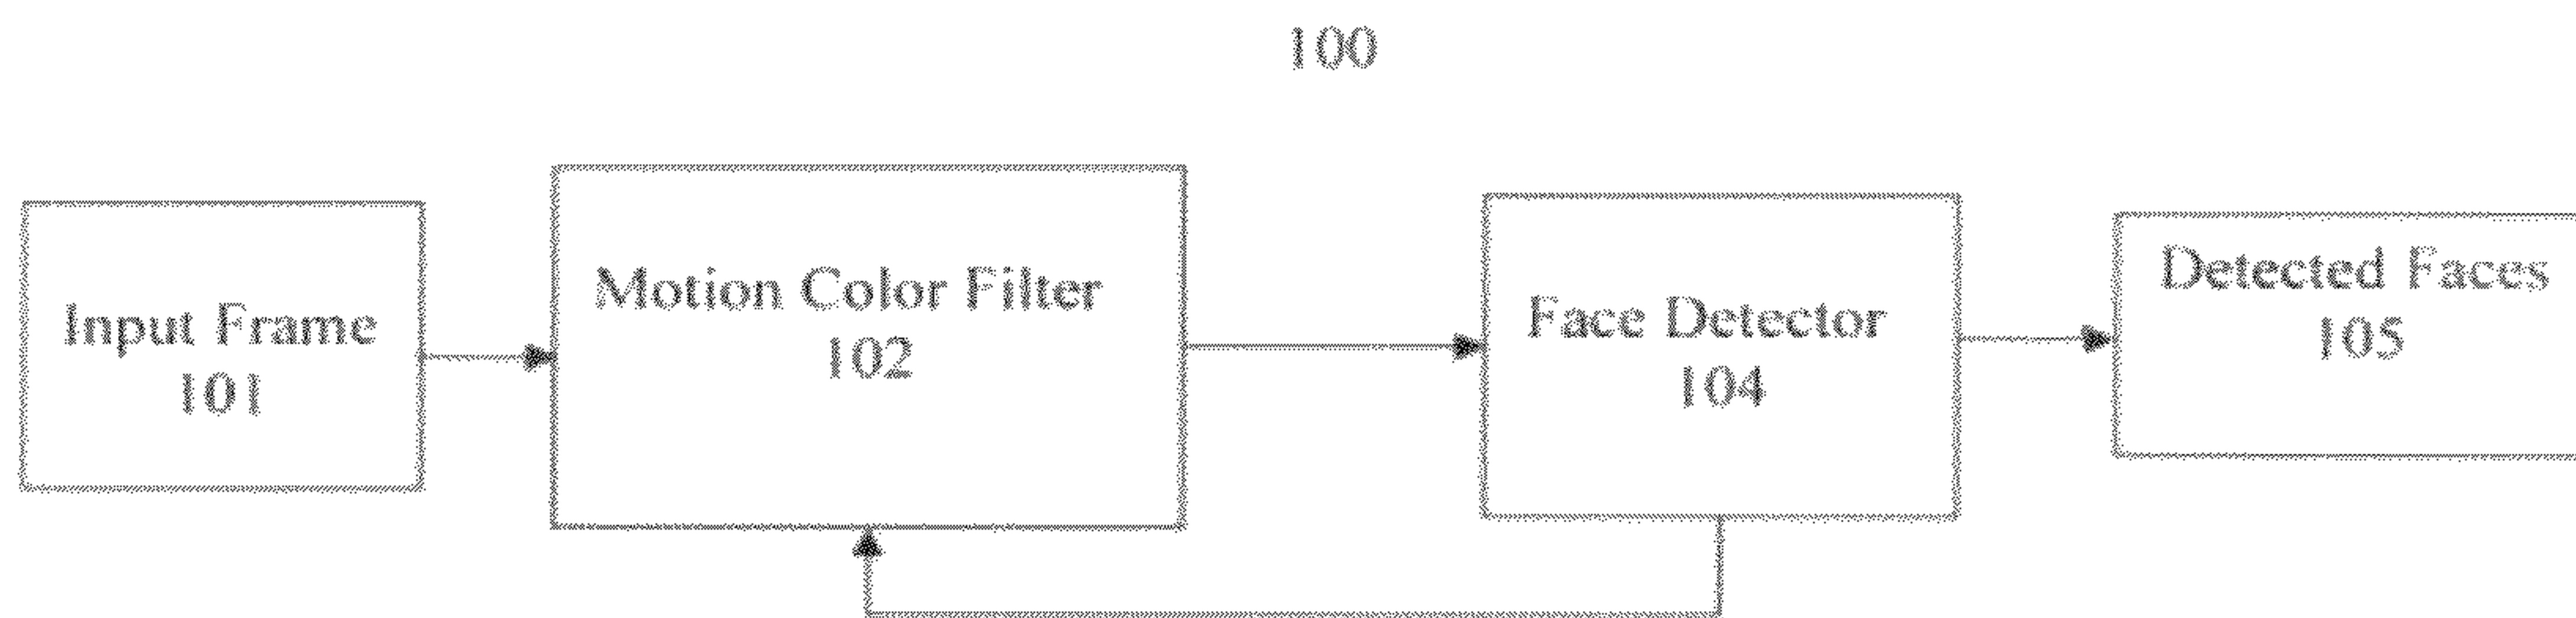 100
Input Frame
101
Motion Color Filter
102
Face Detector
104
Detected Faces
105